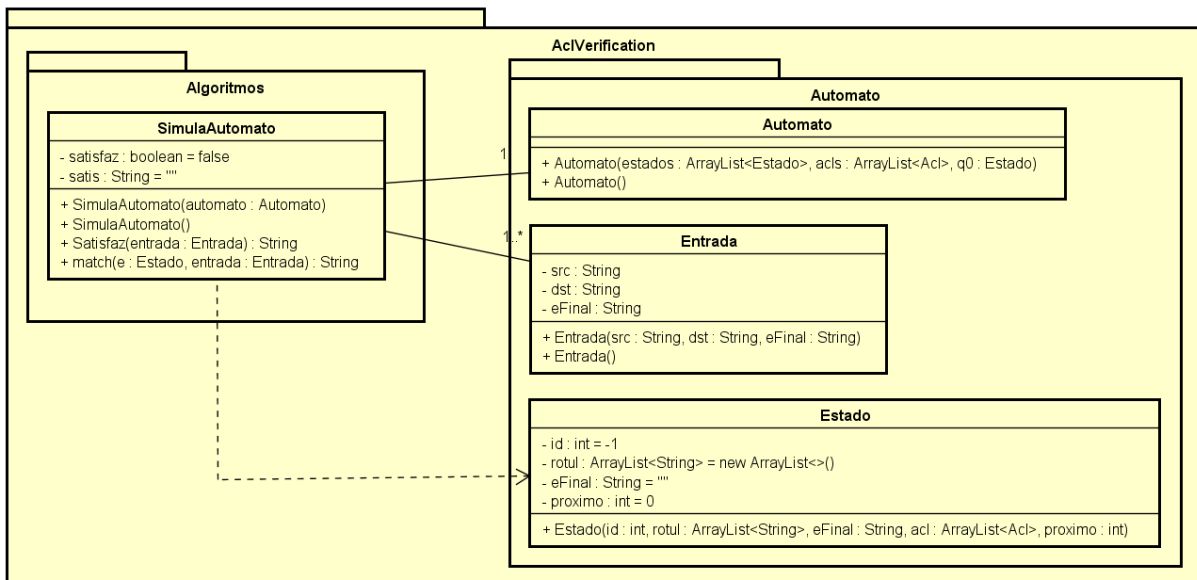 AclVerification
Algoritmos
SimulaAutomato
- satisfaz : boolean = false
- satis : String = ""
+ SimulaAutomato(automato : Automato)
+ SimulaAutomato()
+ Satisfaz(entrada : Entrada) : String
+ match(e : Estado, entrada : Entrada) : String
Automato
Automato
+ Automato(estados : ArrayList<Estado>, acls : ArrayList<Acl>, q0 : Estado)
+ Automato()
1
1..*
Entrada
- src : String
- dst : String
- eFinal : String
+ Entrada(src : String, dst : String, eFinal : String)
+ Entrada()
Estado
- id : int = -1
- rotul : ArrayList<String> = new ArrayList<>()
- eFinal : String = ""
- proximo : int = 0
+ Estado(id : int, rotul : ArrayList<String>, eFinal : String, acl : ArrayList<Acl>, proximo : int)